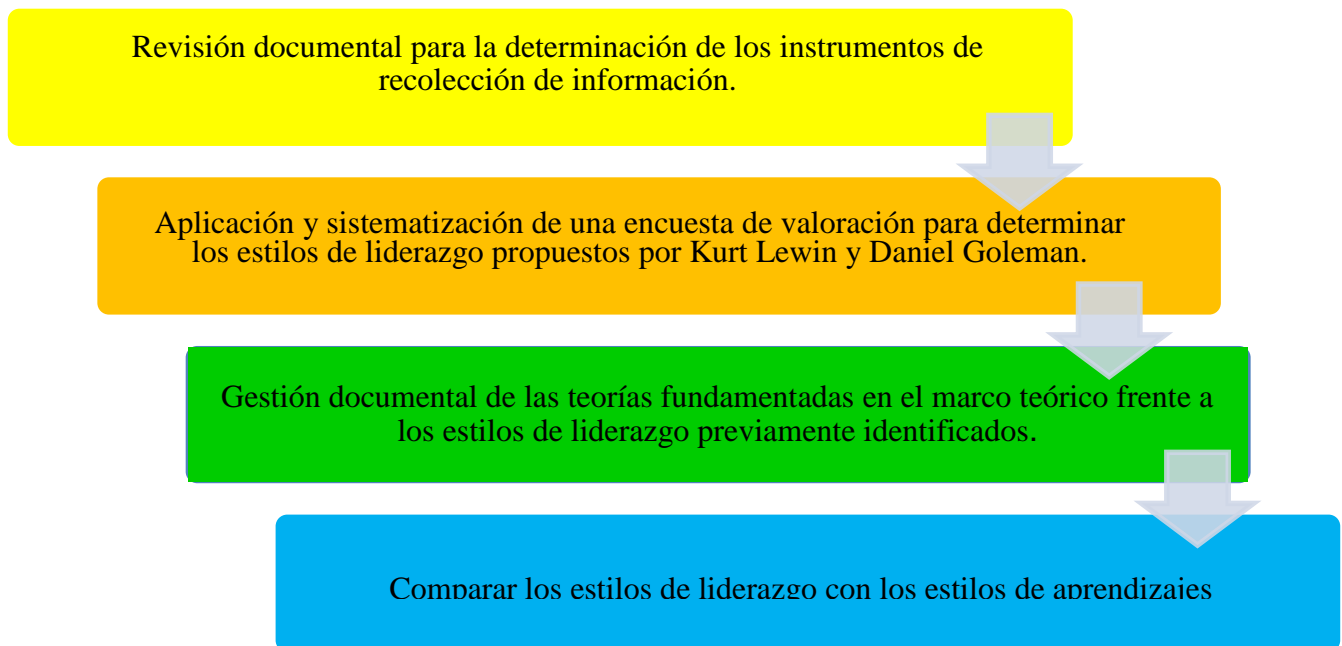 Revisión documental para la determinación de los instrumentos de
recolección de información.
Aplicación y sistematización de una encuesta de valoración para determinar
los estilos de liderazgo propuestos por Kurt Lewin y Daniel Goleman.
Gestión documental de las teorías fundamentadas en el marco teórico frente a
los estilos de liderazgo previamente identificados.
Comparar los estilos de liderazgo con los estilos de aprendizajes